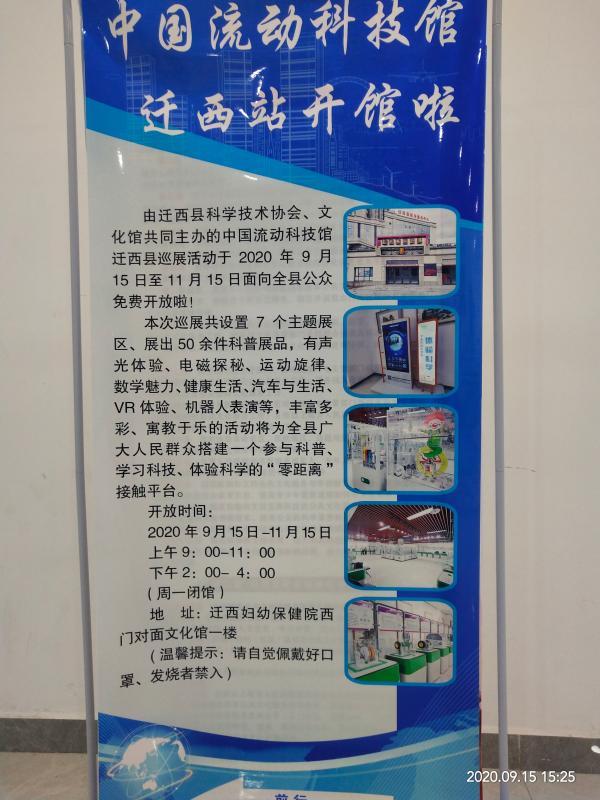 中国流动科技馆
迁西站开馆啦
由迁西县科学技术协会、文
化馆共同主办的中国流动科技馆
迁西县巡展活动于 2020 年 9 月
15 日至 11 月 15 日面向全县公众
免费开放啦！
本次巡展共设置 7 个主题展
区、展出 50 余件科普展品，有声
光体验、电磁探秘、运动旋律、
数学魅力、健康生活、汽车与生活、
VR 体验、机器人表演等，丰富多
彩、寓教于乐的活动将为全县广
大人民群众搭建一个参与科普、
学习科技、体验科学的“零距离”
接触平台。
开放时间：
2020 年 9月15日-11月15日
上午 9：00-11：00
下午 2：00- 4：00
（周一闭馆）
地 址：迁西妇幼保健院西
门对面文化馆一楼
（温馨提示：请自觉佩戴好口
罩、发烧者禁入）
体验科学
前行
2020.09.15 15:25